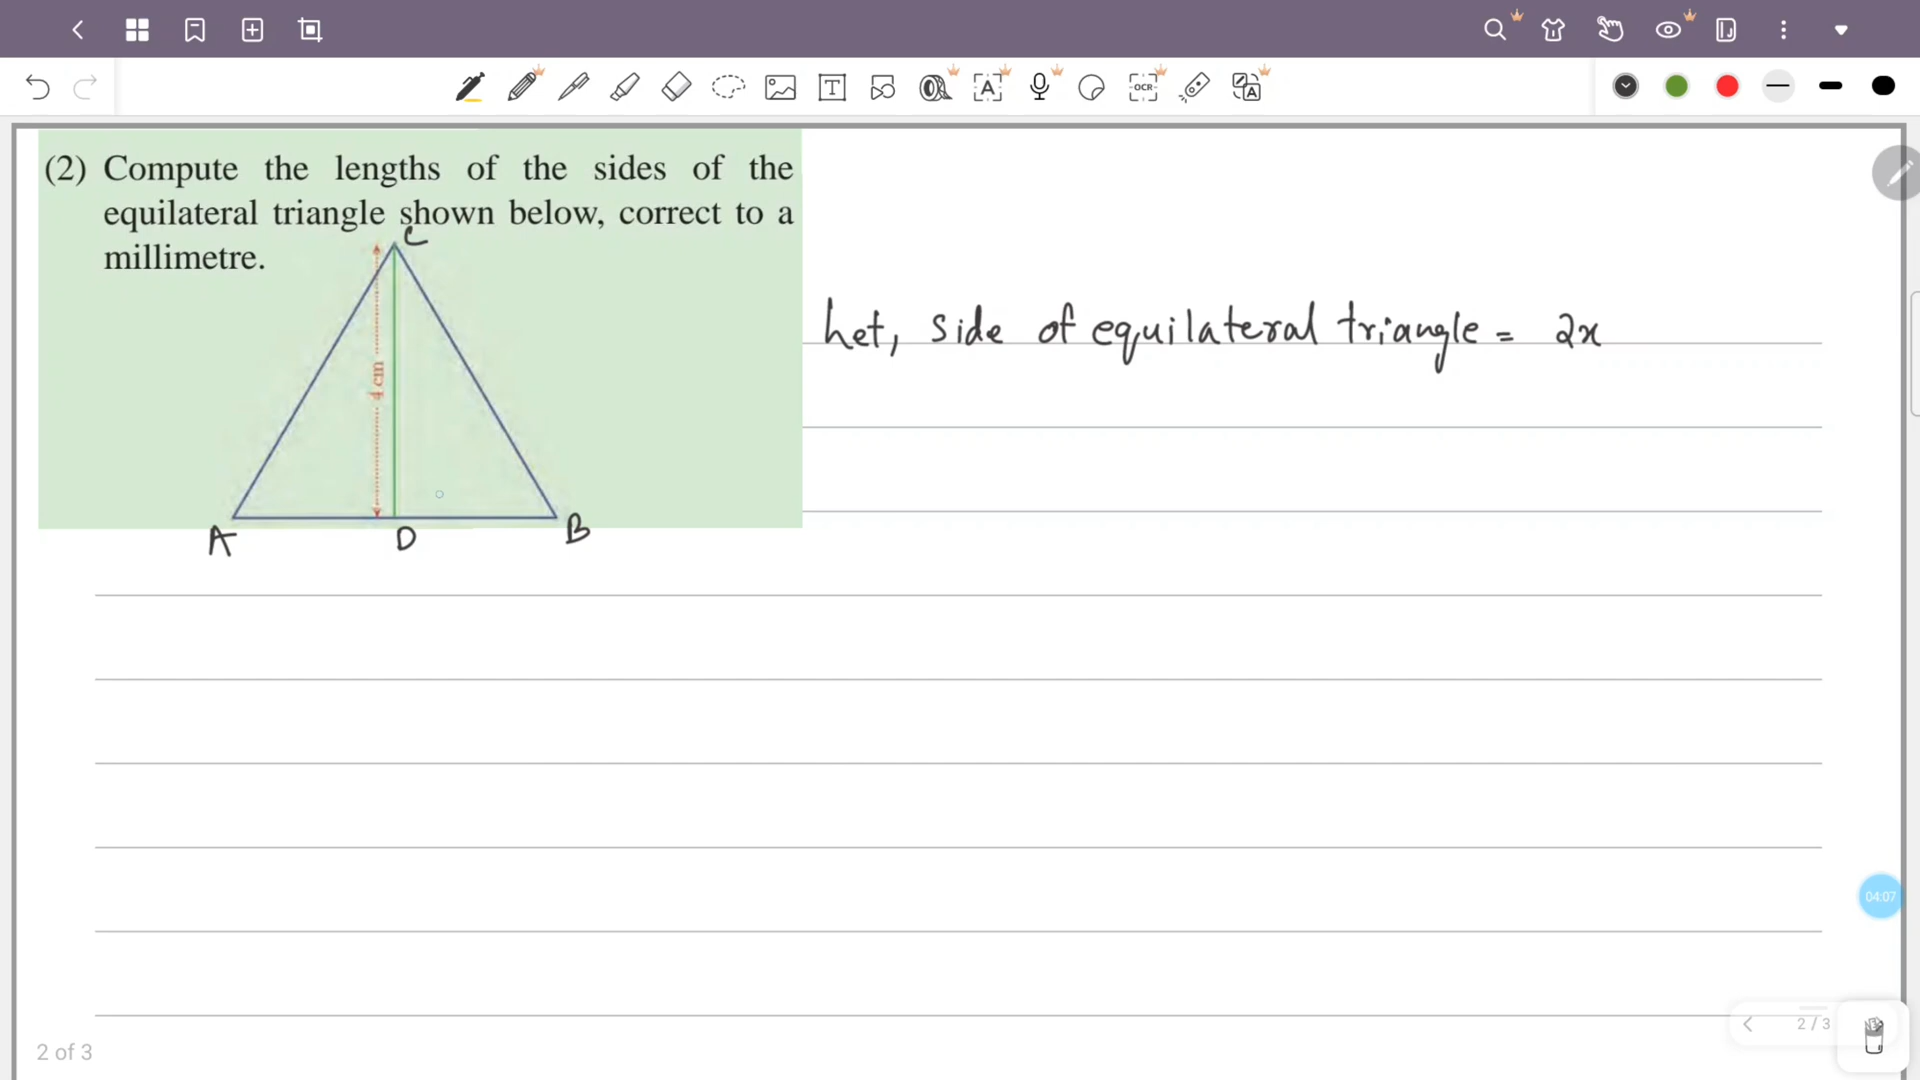 (2) Compute the lengths of the sides of the
equilateral triangle shown below, correct to a
millimetre.
C
4 cm
A
D
B
Let, side of equilateral triangle = 2x
OCR
04:07
2 / 3
2 of 3